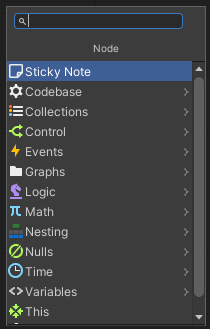 Node
Sticky Note
Codebase
Collections
Control
Events
Graphs
Logic
Math
Nesting
Nulls
Time
Variables
This